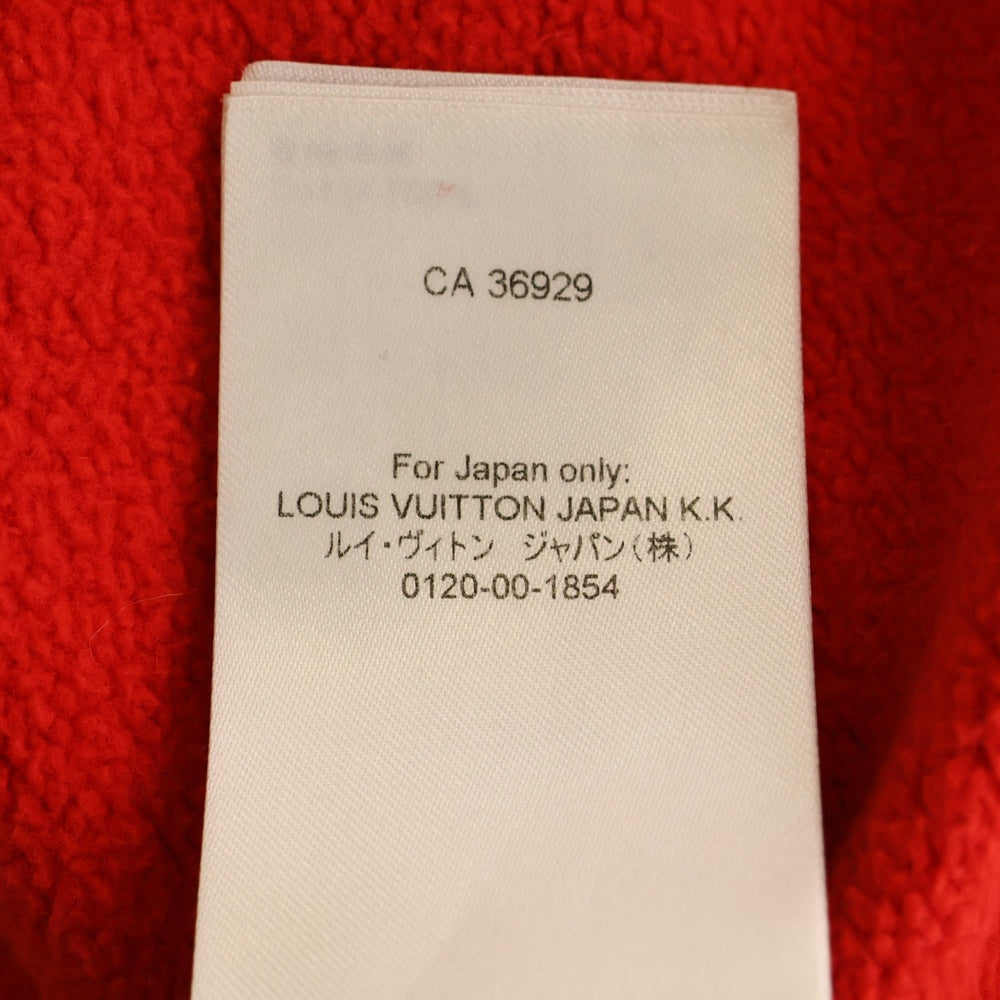 CA 36929
For Japan only:
LOUIS VUITTON JAPAN K.K.
ルイ・ヴィトン　ジャパン(株)
0120-00-1854